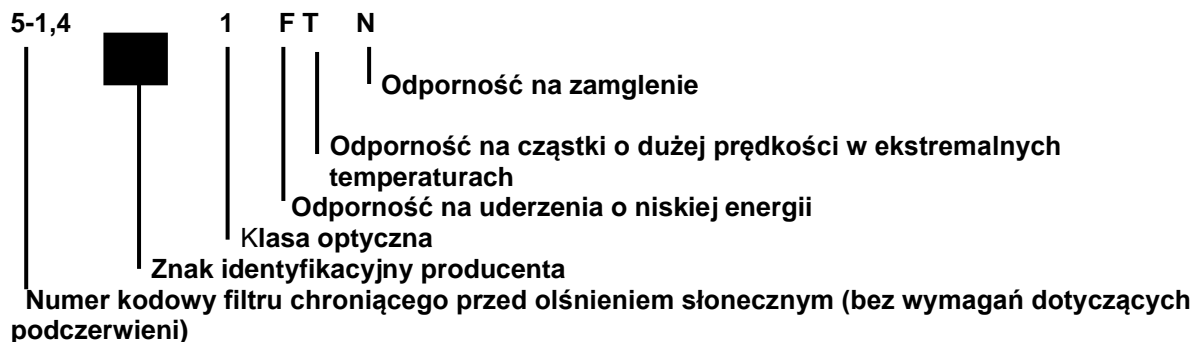 5-1,4 1 F T N
Odporność na zamglenie
Odporność na cząstki o dużej prędkości w ekstremalnych
temperaturach
Odporność na uderzenia o niskiej energii
Klasa optyczna
Znak identyfikacyjny producenta
Numer kodowy filtru chroniącego przed olśnieniem słonecznym (bez wymagań dotyczących
podczerwieni)